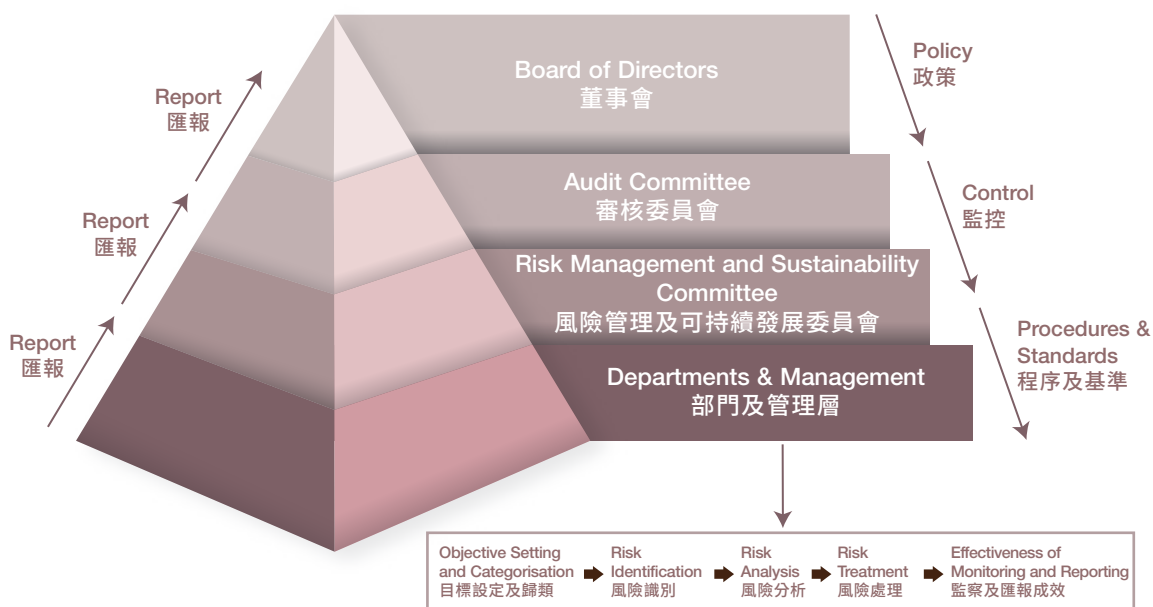 Board of Directors
董事會
Audit Committee
審核委員會
Risk Management and Sustainability
Committee
風險管理及可持續發展委員會
Departments & Management
部門及管理層
Report
匯報
Report
匯報
Report
匯報
Policy
政策
Control
監控
Procedures &
Standards
程序及基準
Objective Setting
and Categorisation
目標設定及歸類
Risk
Identification
風險識別
Risk
Analysis
風險分析
Risk
Treatment
風險處理
Effectiveness of
Monitoring and Reporting
監察及匯報成效